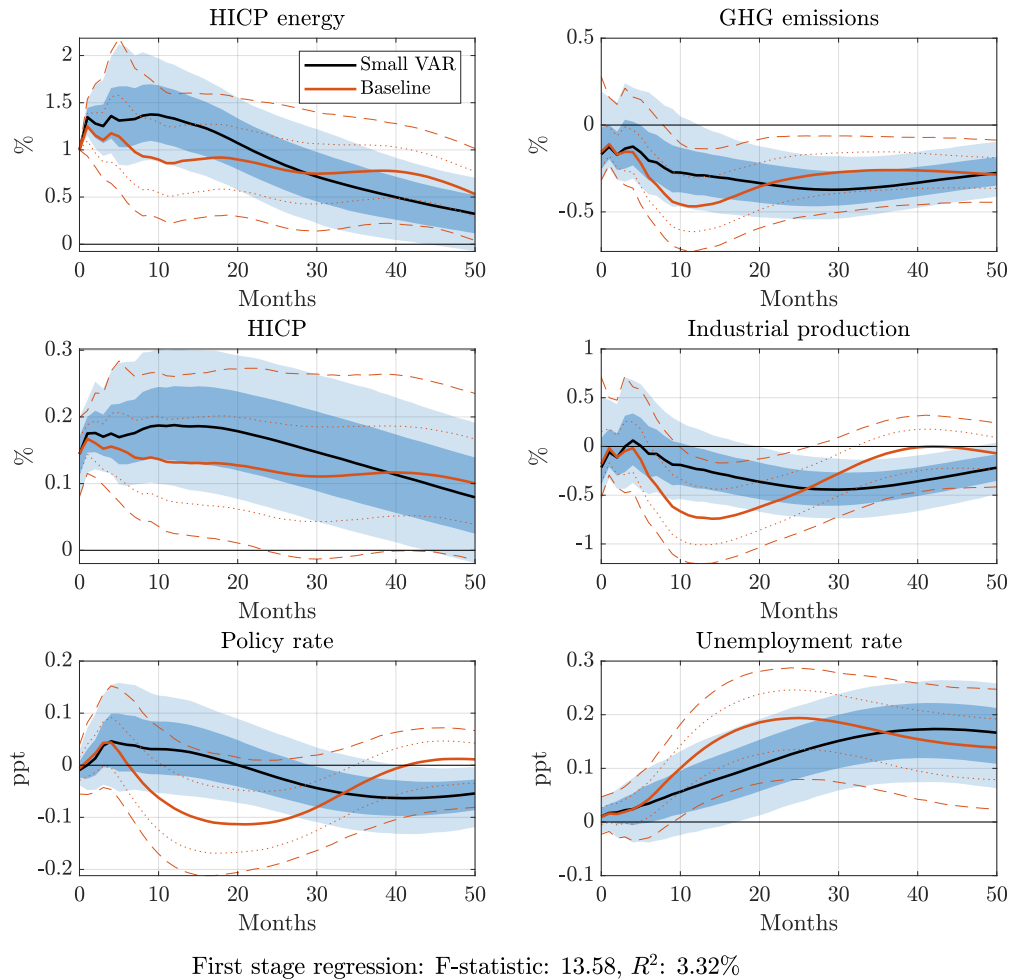 HICP energy
GHG emissions
2
1.5
1
0.5
0
%
Small VAR
Baseline
0 10 20 30 40 50
Months
0.5
0
-0.5
%
0 10 20 30 40 50
Months
HICP
Industrial production
0.3
0.2
0.1
0
%
0 10 20 30 40 50
Months
1
0.5
0
-0.5
-1
%
0 10 20 30 40 50
Months
Policy rate
Unemployment rate
0.2
0.1
0
-0.1
-0.2
ppt
0 10 20 30 40 50
Months
0.3
0.2
0.1
0
-0.1
ppt
0 10 20 30 40 50
Months
First stage regression: F-statistic: 13.58, R²: 3.32%